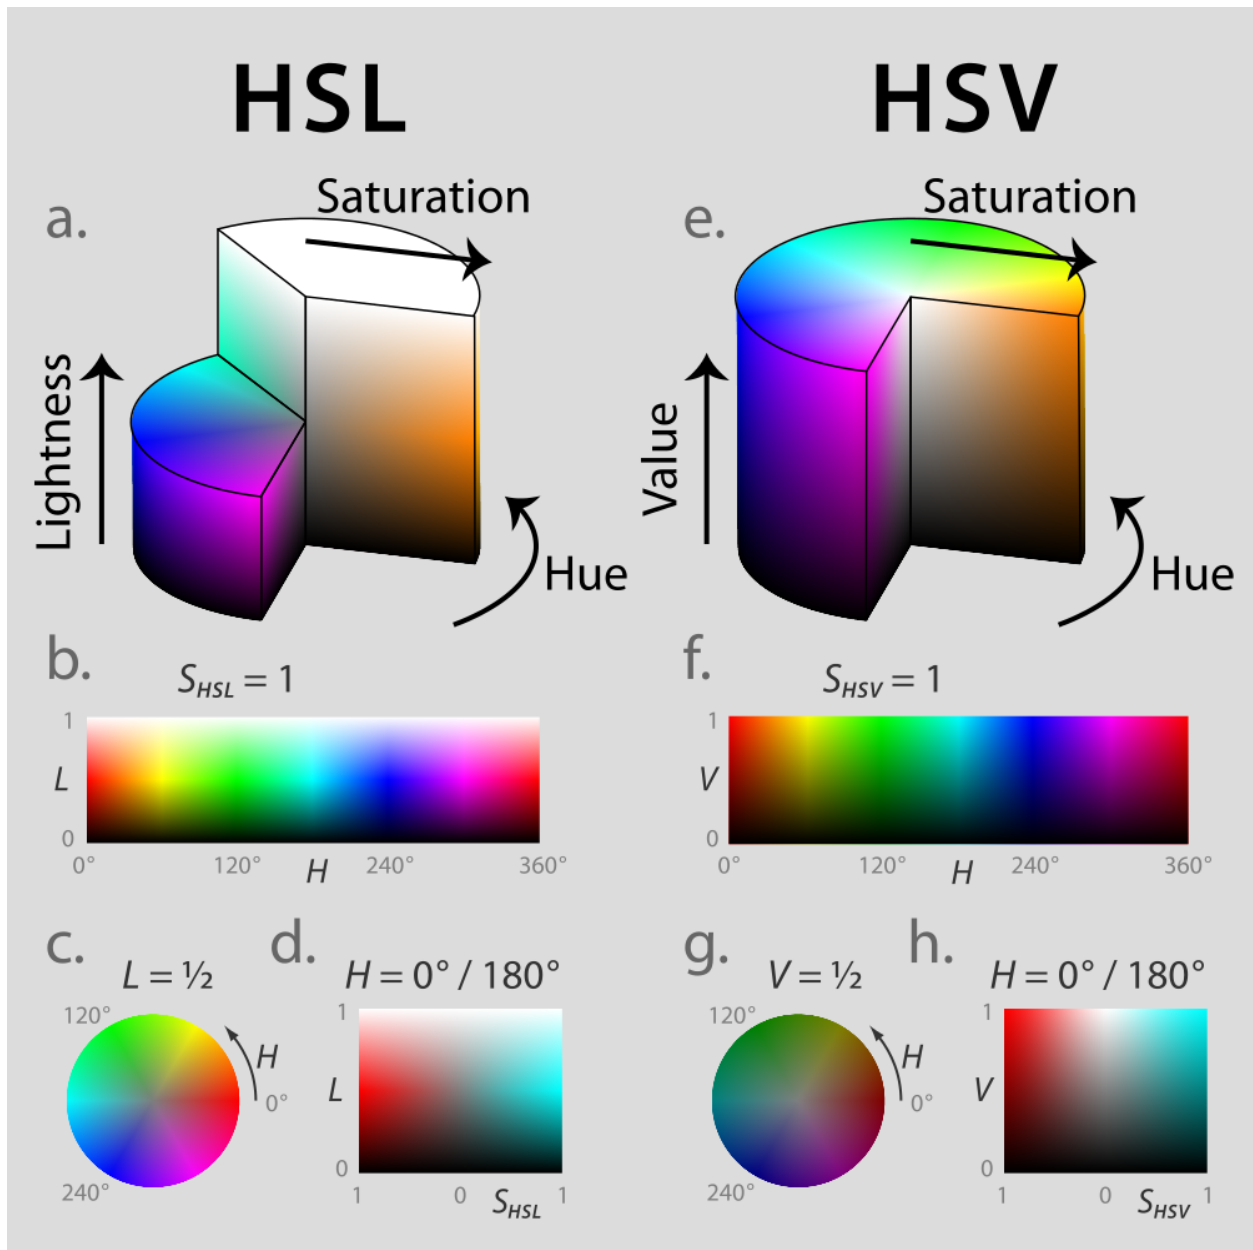 HSL
a.
Saturation
Lightness
Hue
b.
S_HSL = 1
1
L
0
0°
120°
H
240°
360°
c.
L = ½
120°
H
0°
240°
d.
H = 0° / 180°
1
L
0
1
0
S_HSL
1
HSV
e.
Saturation
Value
Hue
f.
S_HSV = 1
1
V
0
0°
120°
H
240°
360°
g.
V = ½
120°
H
0°
240°
h.
H = 0° / 180°
1
V
0
1
0
S_HSV
1